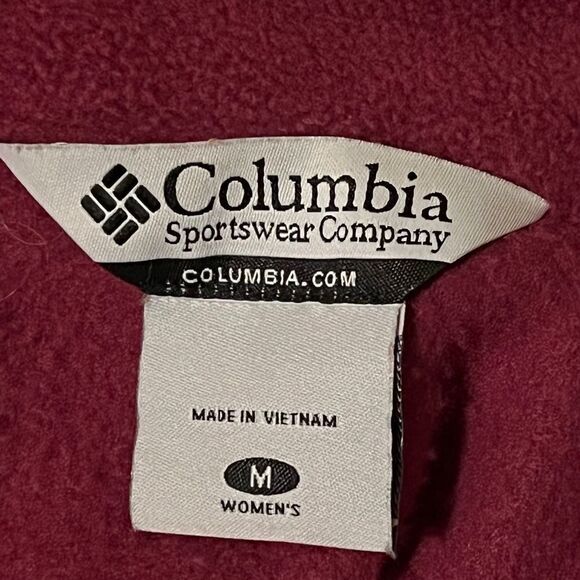 Columbia
Sportswear Company
COLUMBIA.COM
MADE IN VIETNAM
M
WOMEN'S